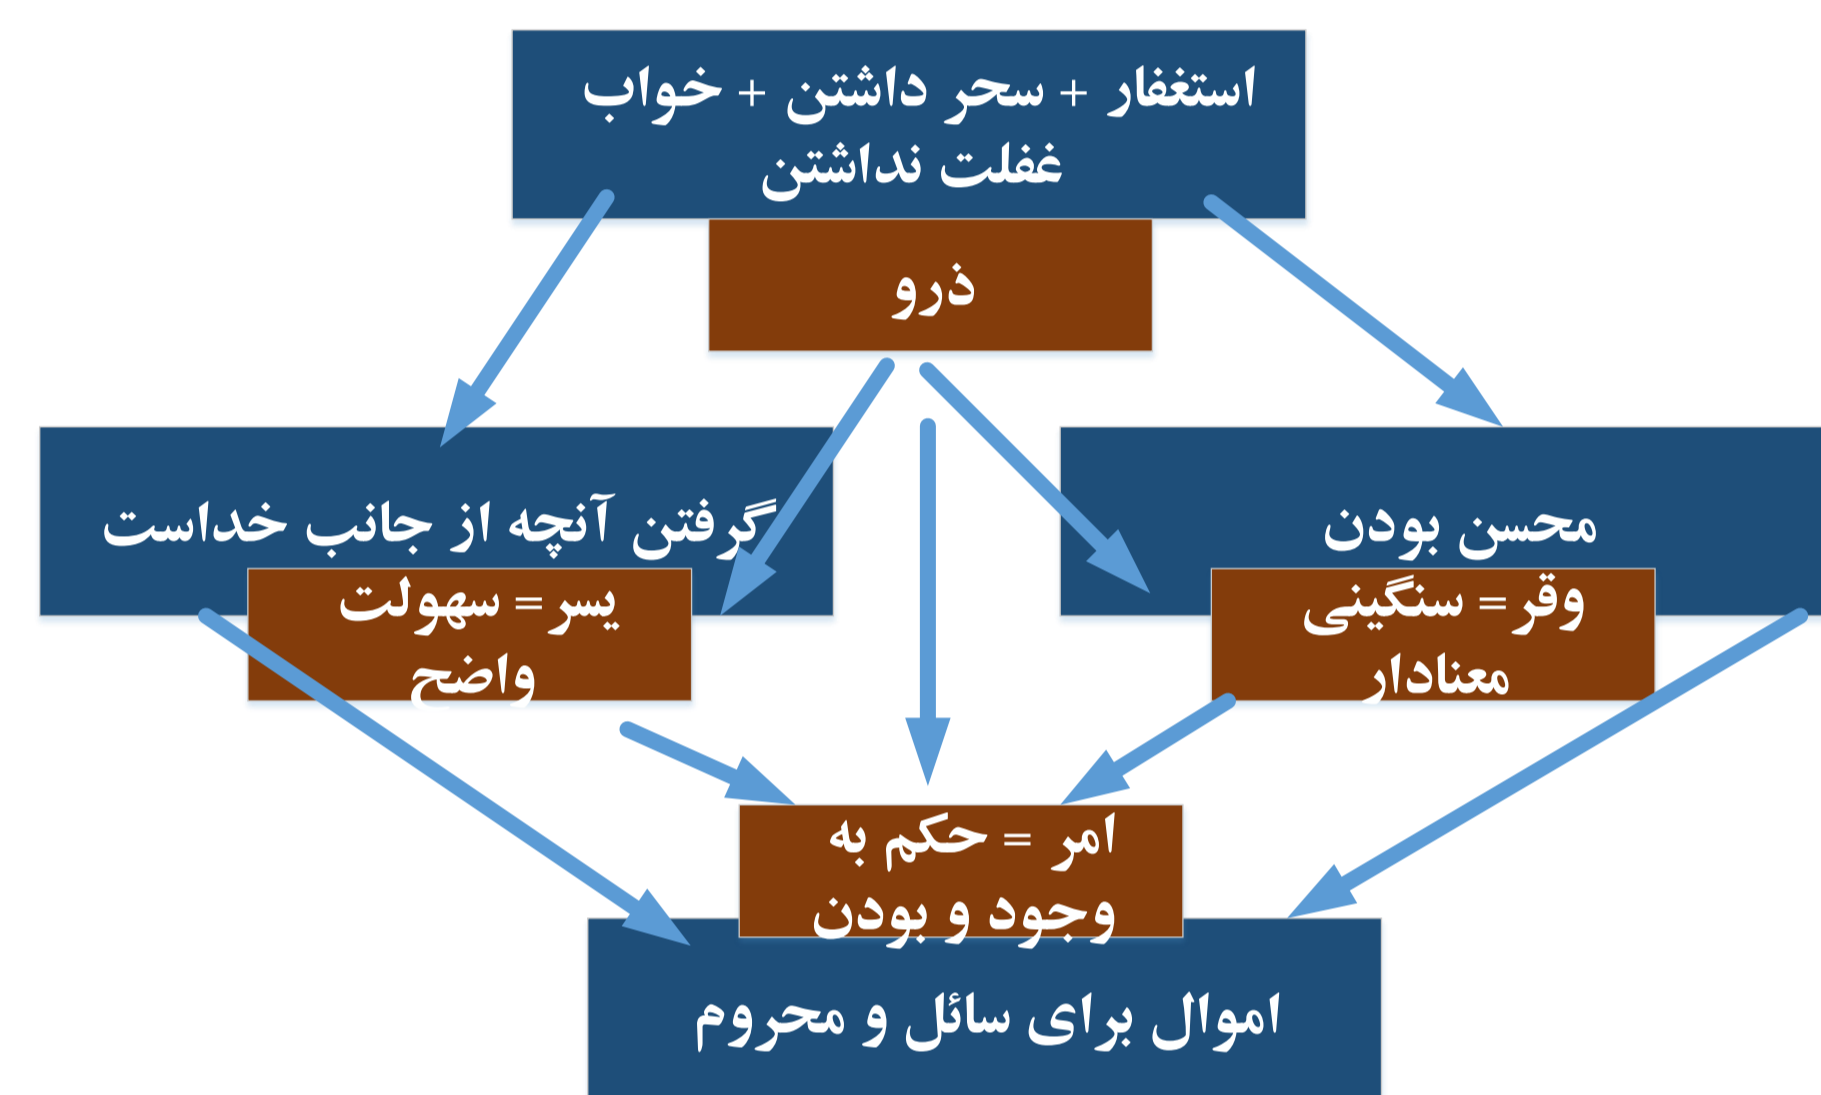 استغفار + سحر داشتن + خواب
غفلت نداشتن
ذرو
محسن بودن
وقر = سنگینی
معنادار
گرفتن آنچه از جانب خداست
یسر = سهولت
واضح
امر = حکم به
وجود و بودن
اموال برای سائل و محروم